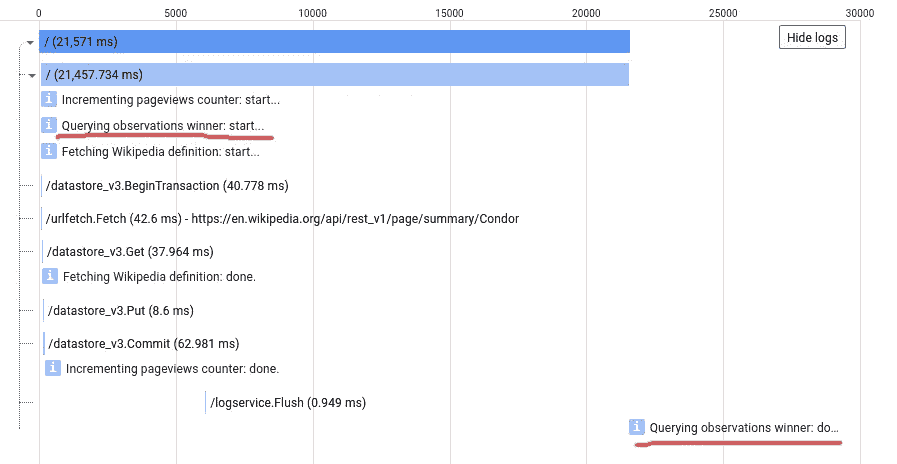 0 5000 10000 15000 20000 25000 30000
/ (21,571 ms) Hide logs
/ (21,457.734 ms)
i Incrementing pageviews counter: start...
i Querying observations winner: start...
i Fetching Wikipedia definition: start...
/datastore_v3.BeginTransaction (40.778 ms)
/urlfetch.Fetch (42.6 ms) - https://en.wikipedia.org/api/rest_v1/page/summary/Condor
/datastore_v3.Get (37.964 ms)
i Fetching Wikipedia definition: done.
/datastore_v3.Put (8.6 ms)
/datastore_v3.Commit (62.981 ms)
i Incrementing pageviews counter: done.
/logservice.Flush (0.949 ms)
i Querying observations winner: do...